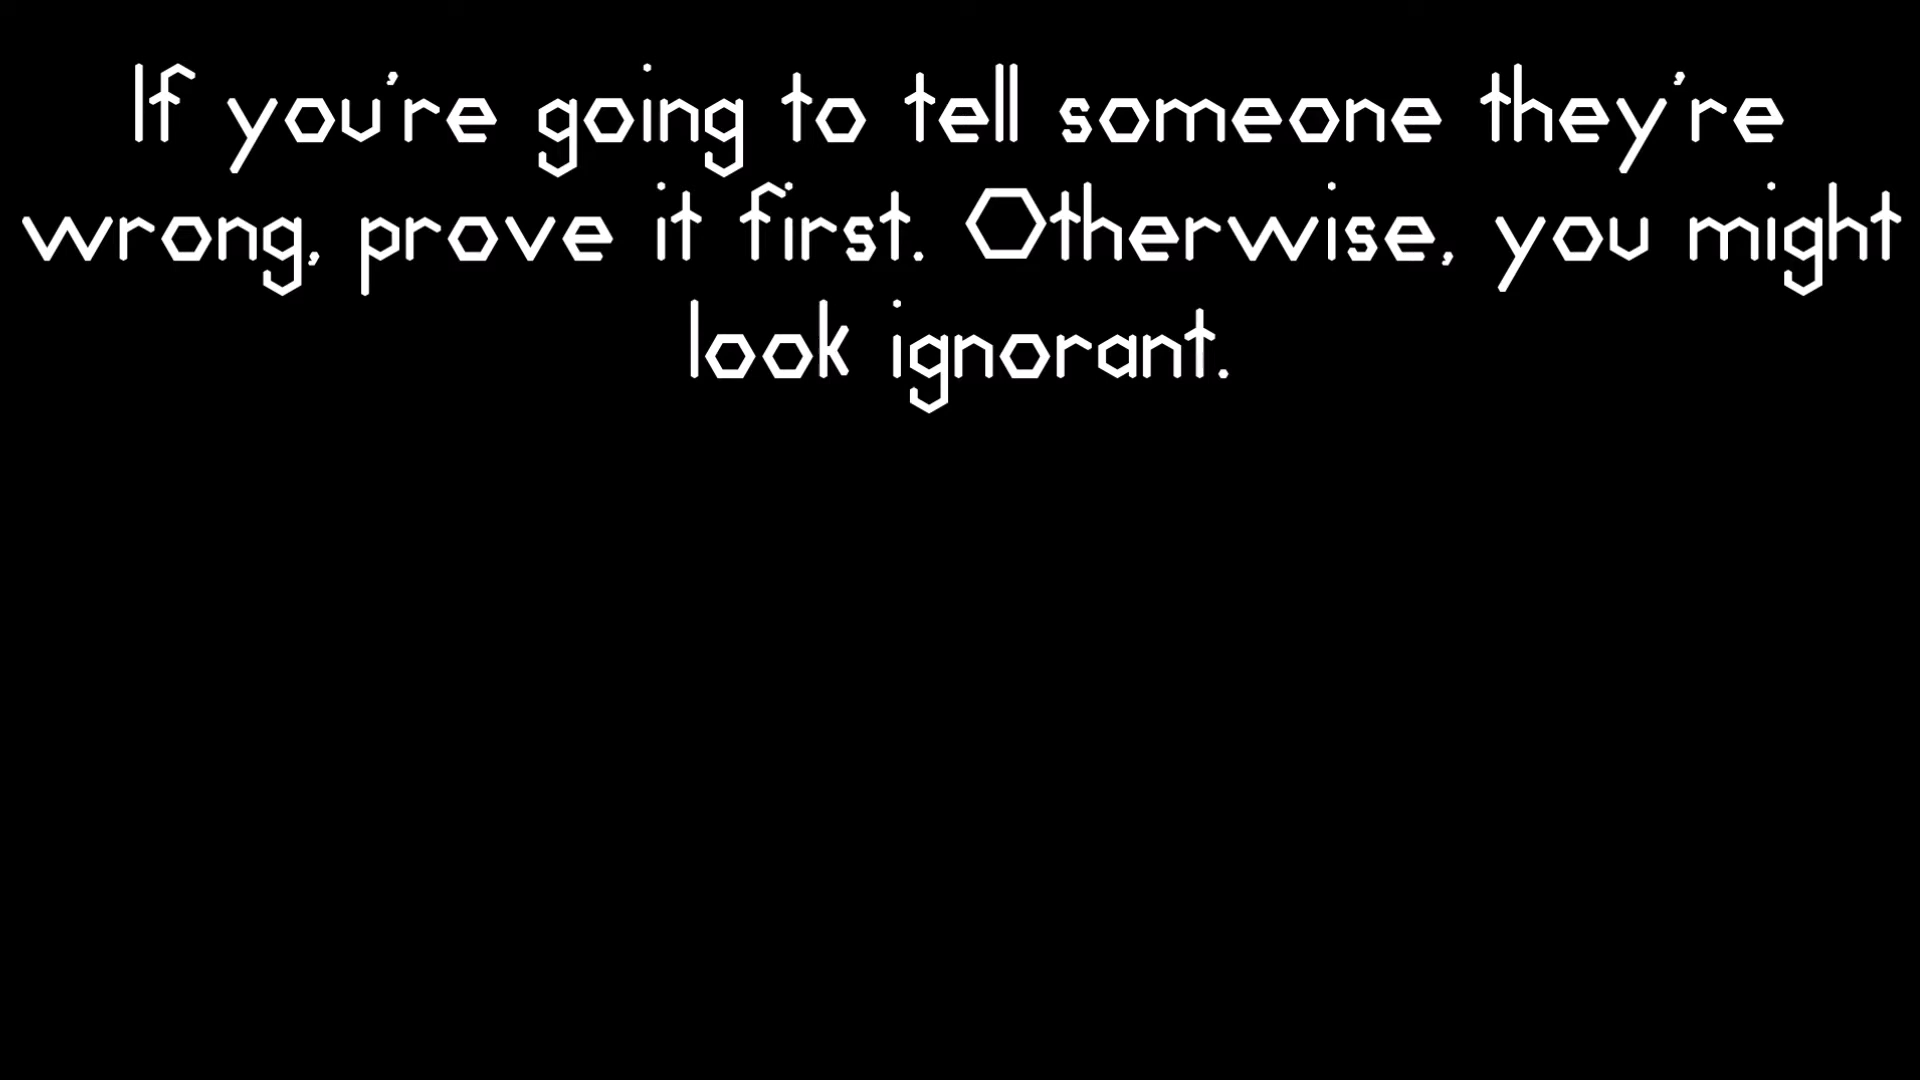 If you're going to tell someone they're
wrong, prove it first. Otherwise, you might
look ignorant.